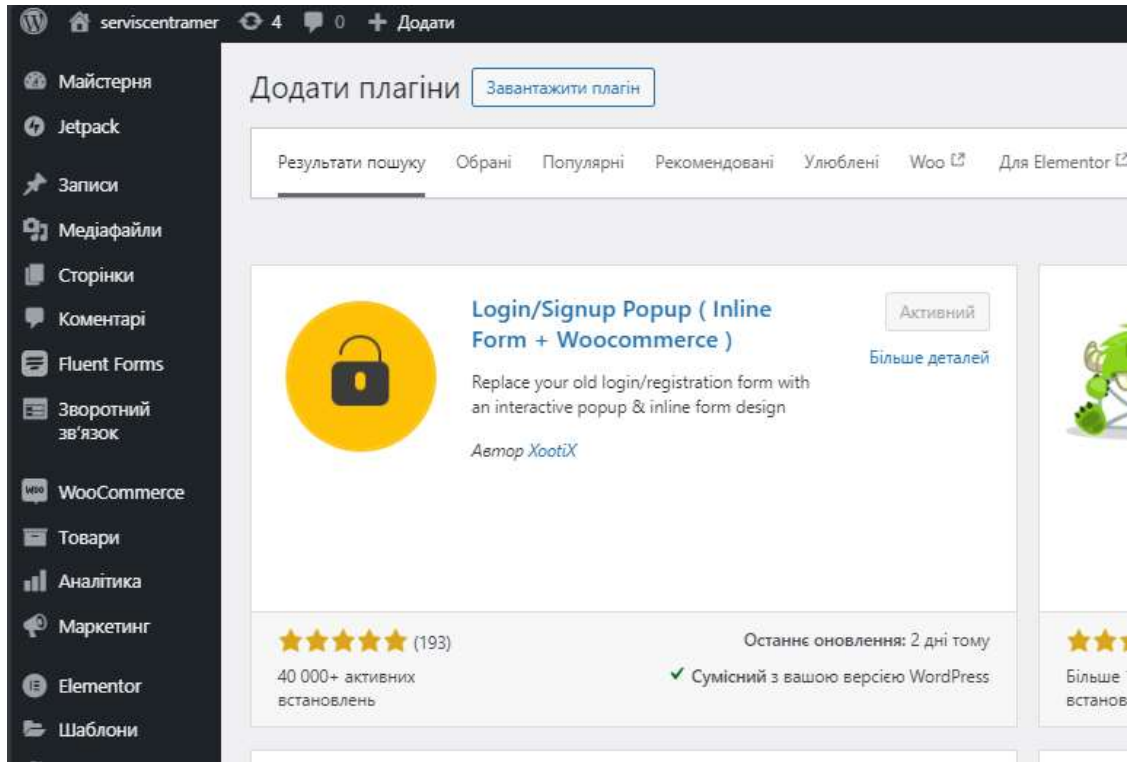 serviscentramer 4 0 + Додати
Майстерня
Jetpack
Записи
Медіафайли
Сторінки
Коментарі
Fluent Forms
Зворотний
зв'язок
WooCommerce
Товари
Аналітика
Маркетинг
Elementor
Шаблони
Додати плагіни Завантажити плагін
Результати пошуку Обрані Популярні Рекомендовані Улюблені Woo Для Elementor
Login/Signup Popup ( Inline
Form + Woocommerce )
Активний
Більше деталей
Replace your old login/registration form with
an interactive popup & inline form design
Автор XootiX
(193)
40 000+ активних
встановлень
Останнє оновлення: 2 дні тому
Сумісний з вашою версією WordPress
Більше
встанов